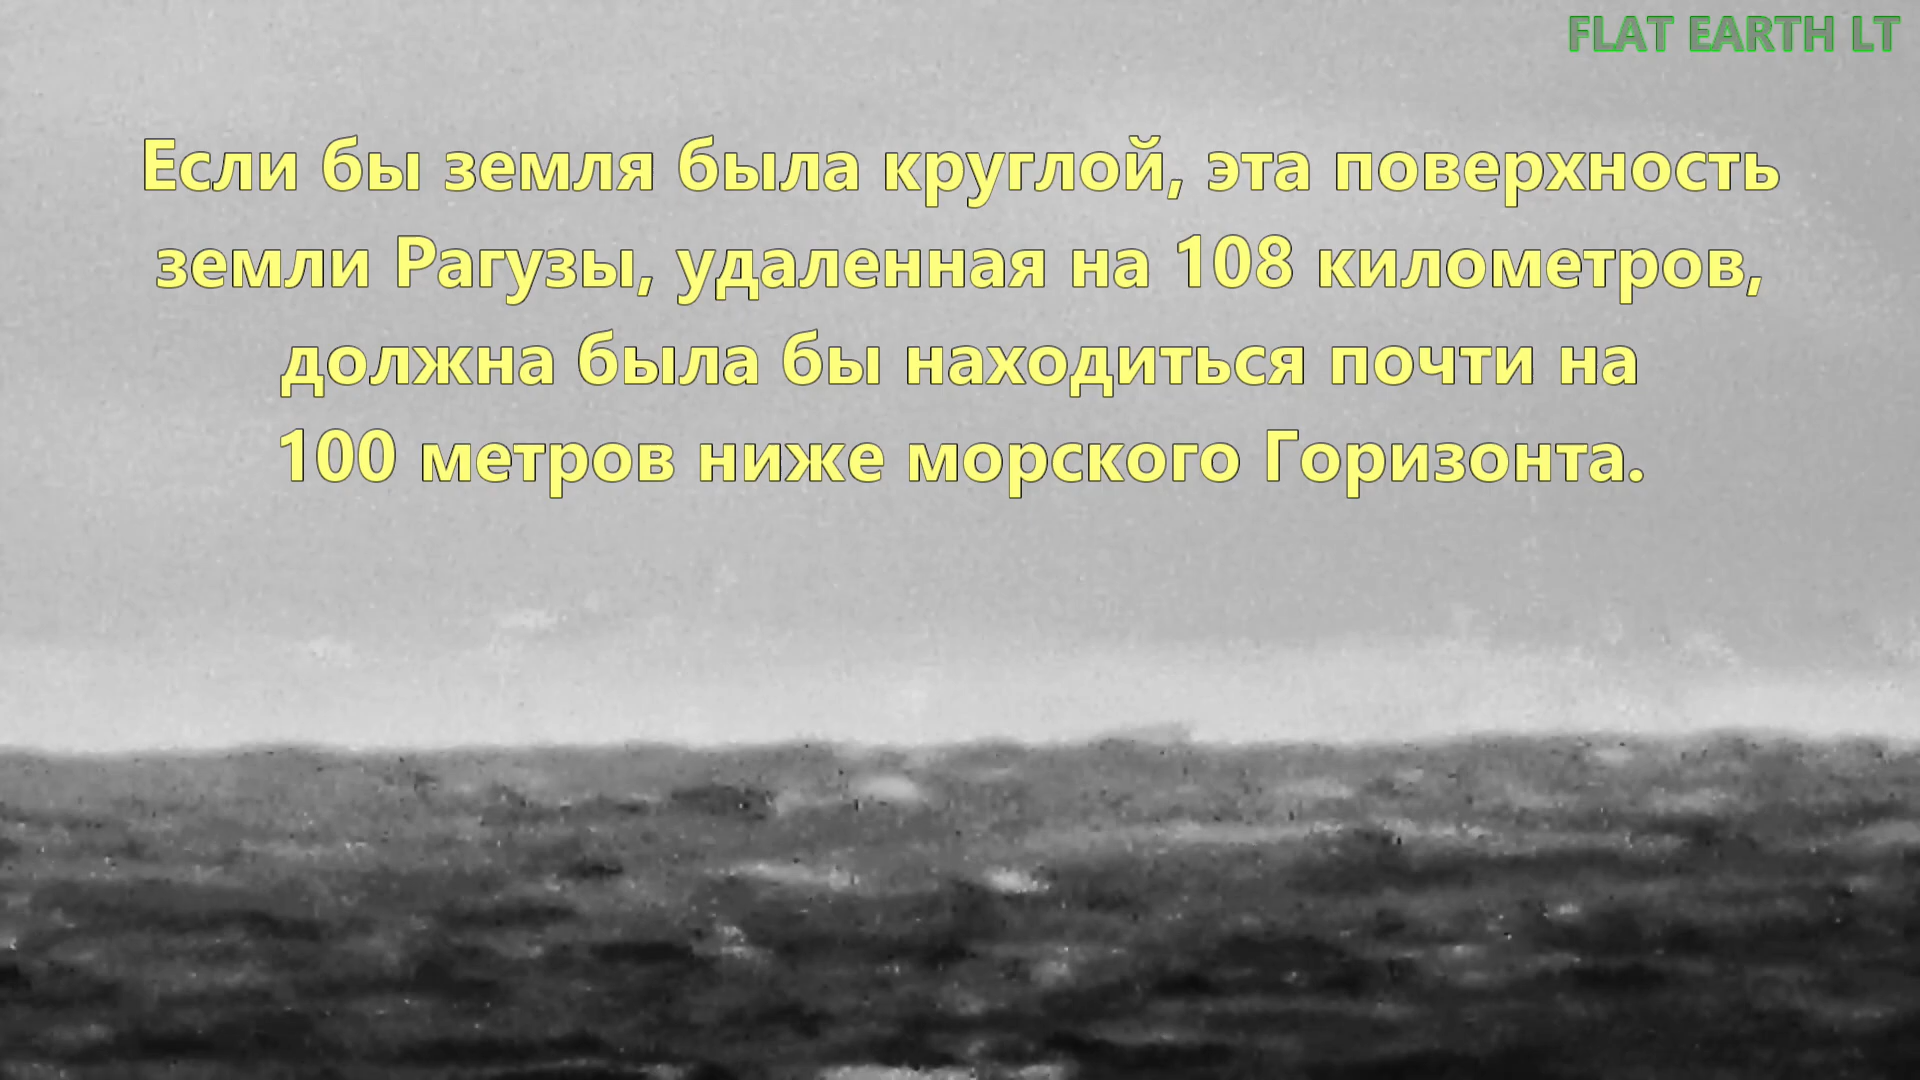 FLAT EARTH LT
Если бы земля была круглой, эта поверхность
земли Рагузы, удаленная на 108 километров,
должна была бы находиться почти на
100 метров ниже морского Горизонта.